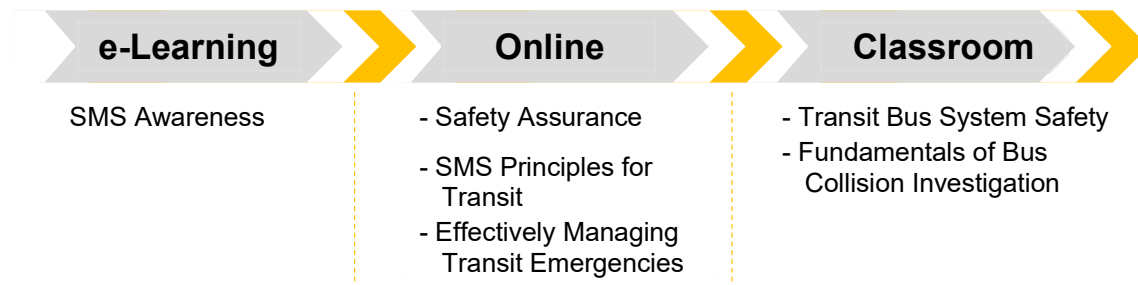 e-Learning
Online
Classroom
SMS Awareness
- Safety Assurance
- SMS Principles for
Transit
- Effectively Managing
Transit Emergencies
- Transit Bus System Safety
- Fundamentals of Bus
Collision Investigation